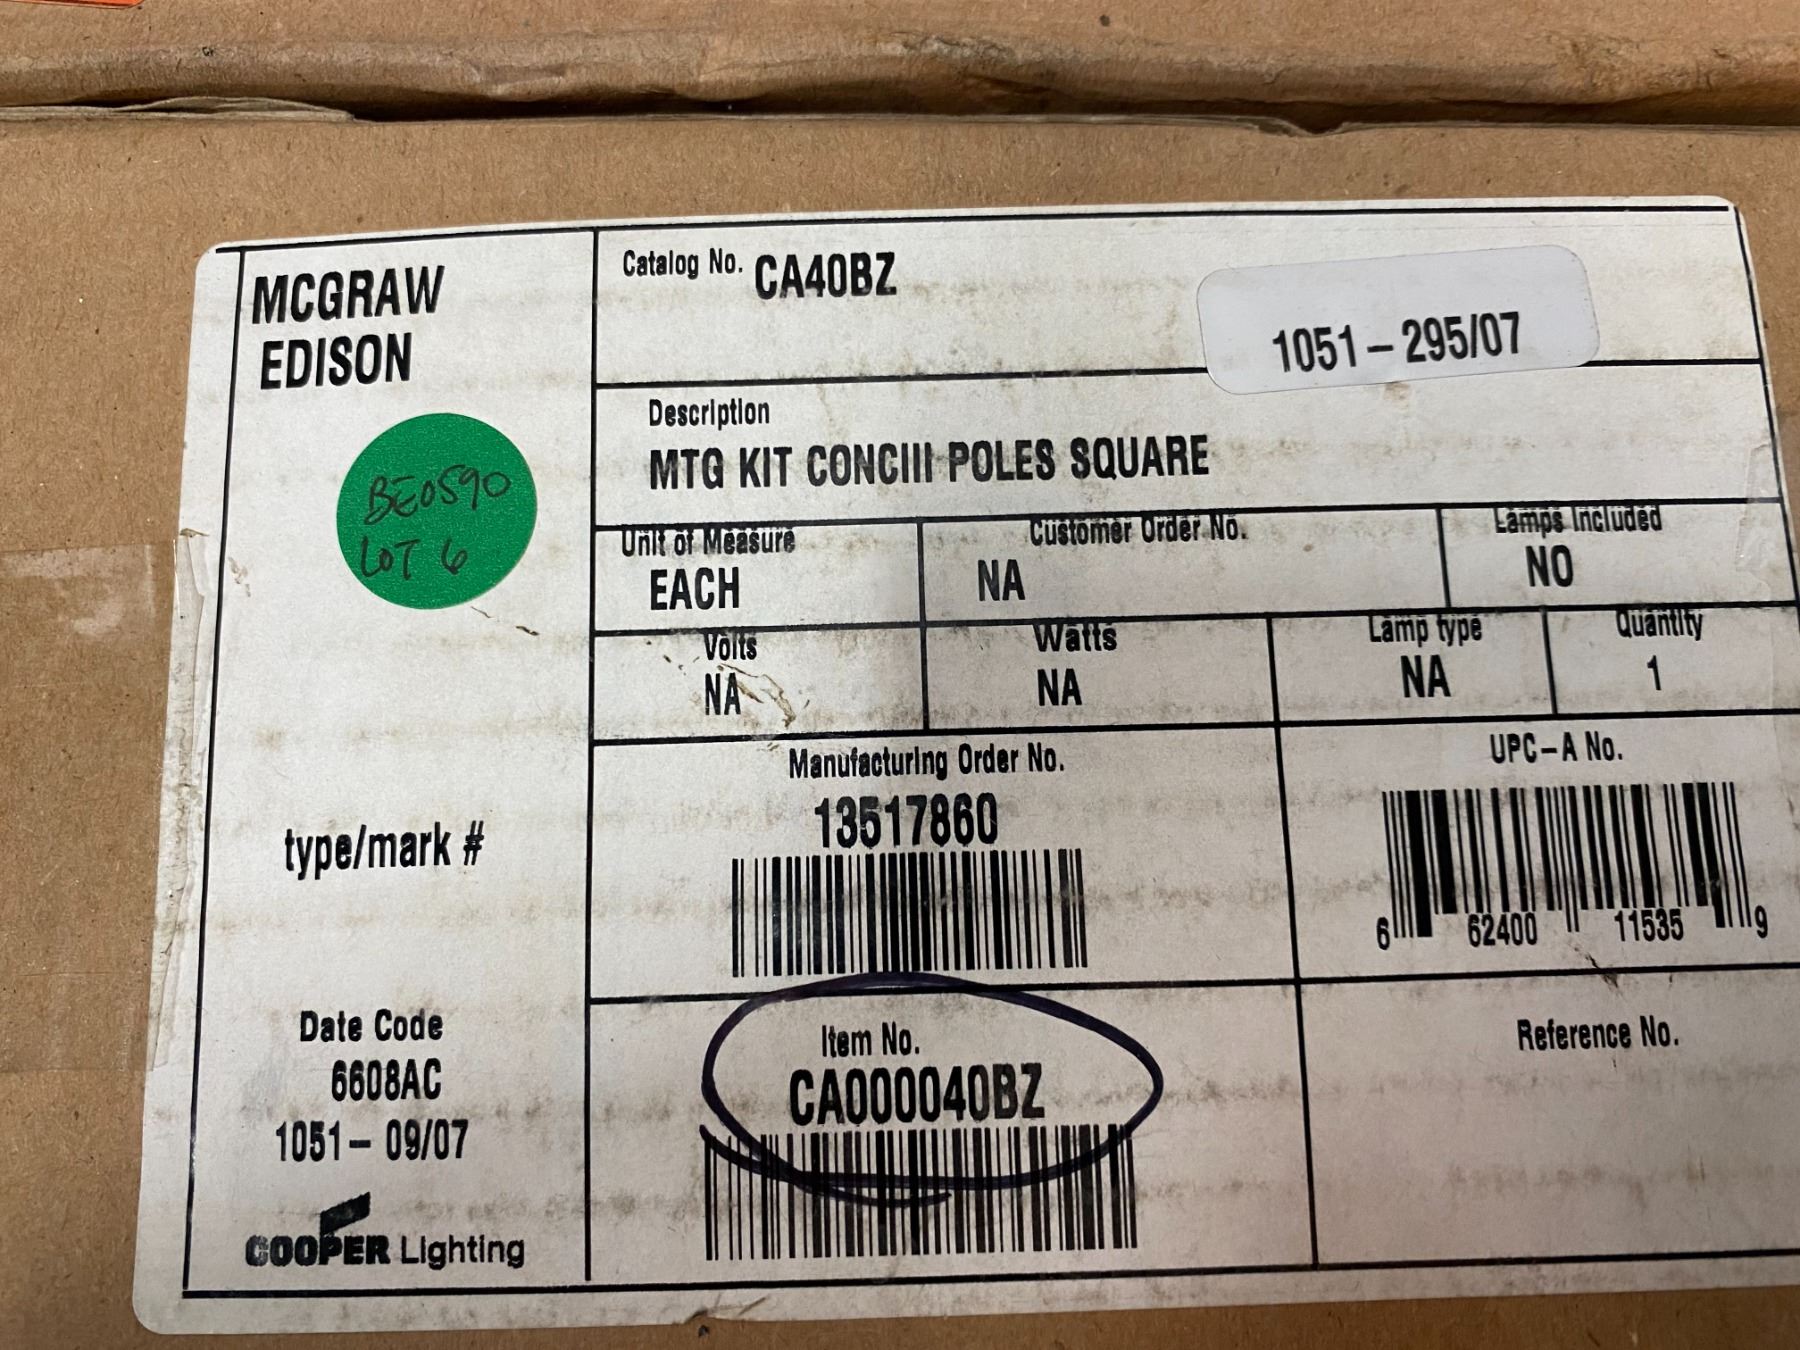 MCGRAW
EDISON
BE0590
LOT 6
type/mark #
Date Code
6608AC
1051- 09/07
COOPER Lighting
Catalog No. CA40BZ
1051-295/07
Description
MTG KIT CONCIII POLES SQUARE
Unit of Measure
EACH
Customer Order No.
NA
Lamps Included
NO
Volts
NA
Watts
NA
Lamp type
NA
Quantity
1
Manufacturing Order No.
13517860
UPC-A No.
6 62400 11535 9
Item No.
CA000040BZ
Reference No.